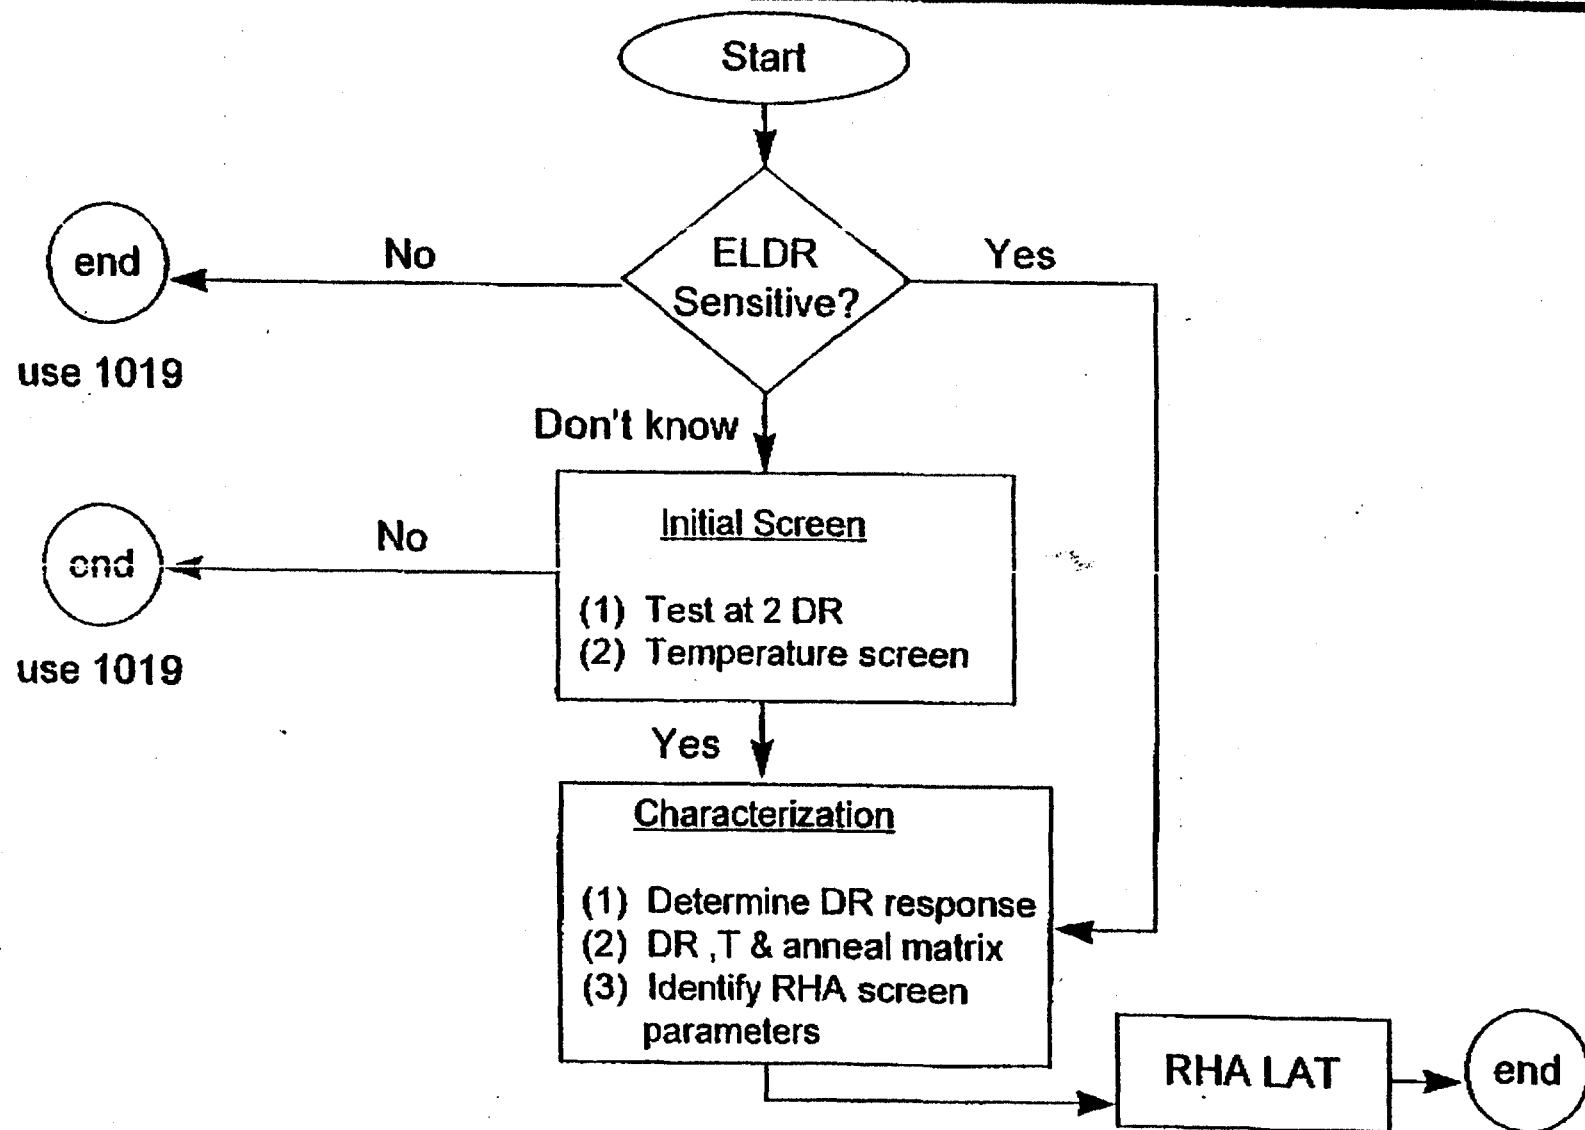 Start
ELDR
Sensitive?
No
Yes
end
use 1019
Don't know
Initial Screen
(1) Test at 2 DR
(2) Temperature screen
No
end
use 1019
Yes
Characterization
(1) Determine DR response
(2) DR ,T & anneal matrix
(3) Identify RHA screen
parameters
RHA LAT
end